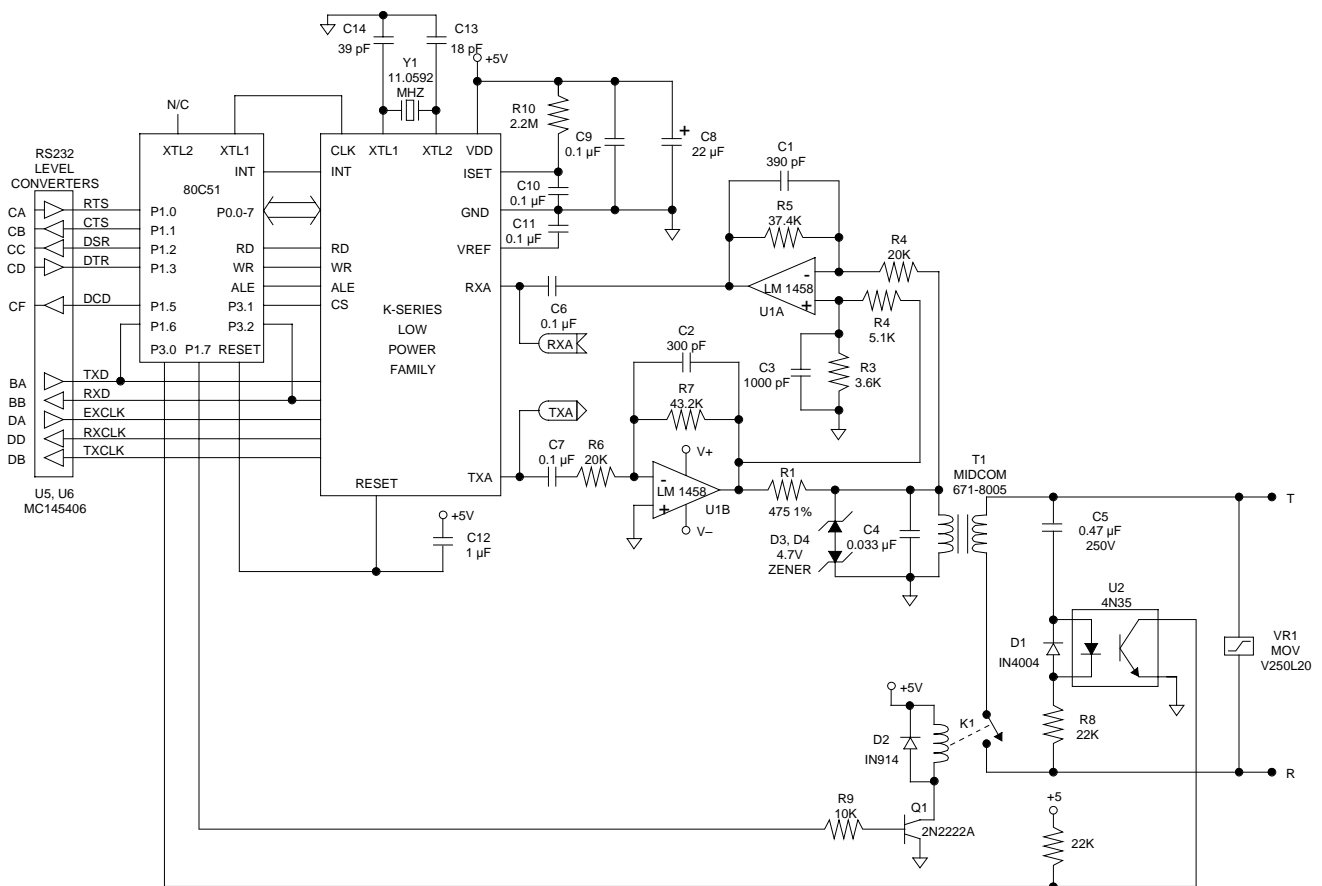 C14
39 pF
C13
18 pF
+5V
Y1
11.0592
MHZ
N/C
R10
2.2M
C9
0.1 µF
C8
22 µF
+
C1
390 pF
RS232
LEVEL
CONVERTERS
XTL2
XTL1
INT
80C51
CLK
XTL1
XTL2
VDD
INT
ISET
C10
0.1 µF
R5
37.4K
CA
RTS
P1.0
P0.0-7
GND
CB
CTS
P1.1
C11
0.1 µF
CC
DSR
P1.2
RD
RD
VREF
R4
20K
CD
DTR
P1.3
WR
WR
ALE
ALE
RXA
-
LM 1458
+
U1A
CF
DCD
P1.5
P3.1
CS
K-SERIES
LOW
POWER
FAMILY
C6
0.1 µF
R4
5.1K
P1.6
P3.2
P3.0
P1.7
RESET
RXA
C2
300 pF
C3
1000 pF
R3
3.6K
BA
TXD
BB
RXD
R7
43.2K
DA
EXCLK
TXA
DD
RXCLK
DB
TXCLK
C7
0.1 µF
R6
20K
V+
R1
475 1%
T1
MIDCOM
671-8005
RESET
TXA
-
LM 1458
+
U1B
V–
U5, U6
MC145406
T
+5V
C12
1 µF
D3, D4
4.7V
ZENER
C4
0.033 µF
C5
0.47 µF
250V
U2
4N35
D1
IN4004
VR1
MOV
V250L20
+5V
K1
R8
22K
D2
IN914
R
R9
10K
Q1
2N2222A
+5
22K